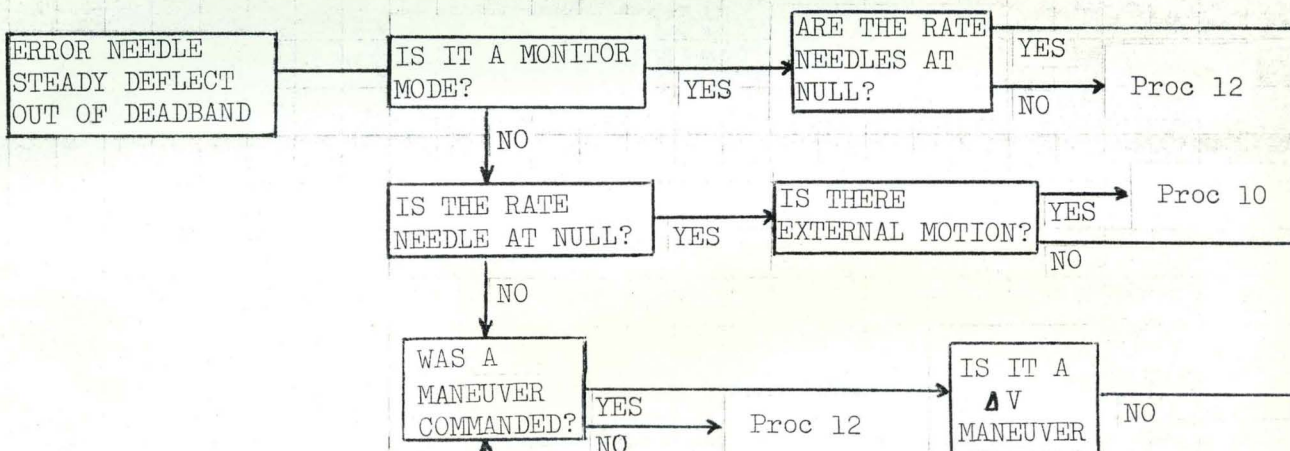 ERROR NEEDLE
STEADY DEFLECT
OUT OF DEADBAND
IS IT A MONITOR
MODE?
YES
NO
ARE THE RATE
NEEDLES AT
NULL?
YES
NO
Proc 12
IS THE RATE
NEEDLE AT NULL?
YES
NO
IS THERE
EXTERNAL MOTION?
YES
Proc 10
NO
WAS A
MANEUVER
COMMANDED?
YES
NO
Proc 12
IS IT A
Δ V
MANEUVER
NO